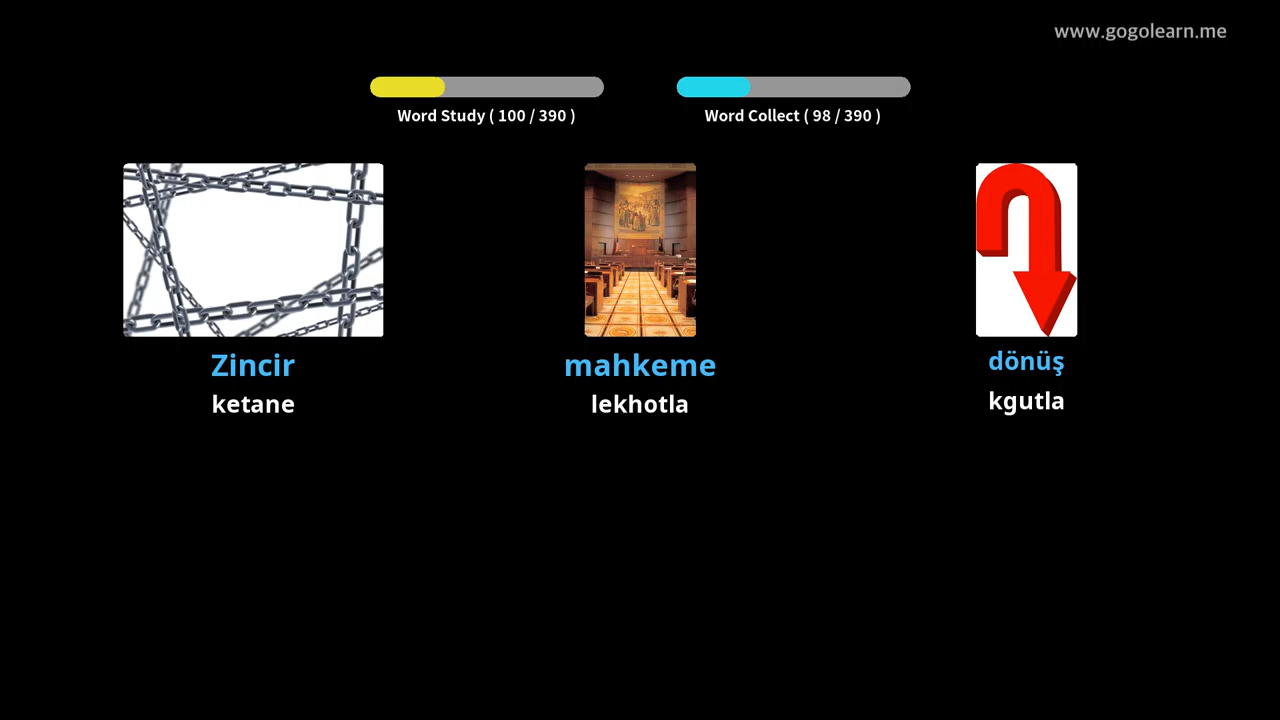 www.gogolearn.me
Word Study ( 100 / 390 )
Word Collect ( 98 / 390 )
Zincir
ketane
mahkeme
lekhotla
dönüş
kgutla